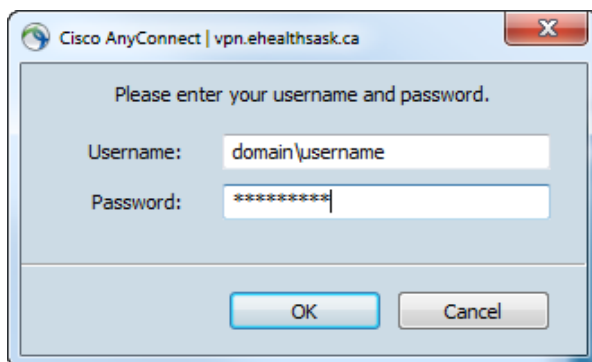 Cisco AnyConnect | vpn.ehealthsask.ca
Please enter your username and password.
Username: domain\username
Password: *********
OK Cancel